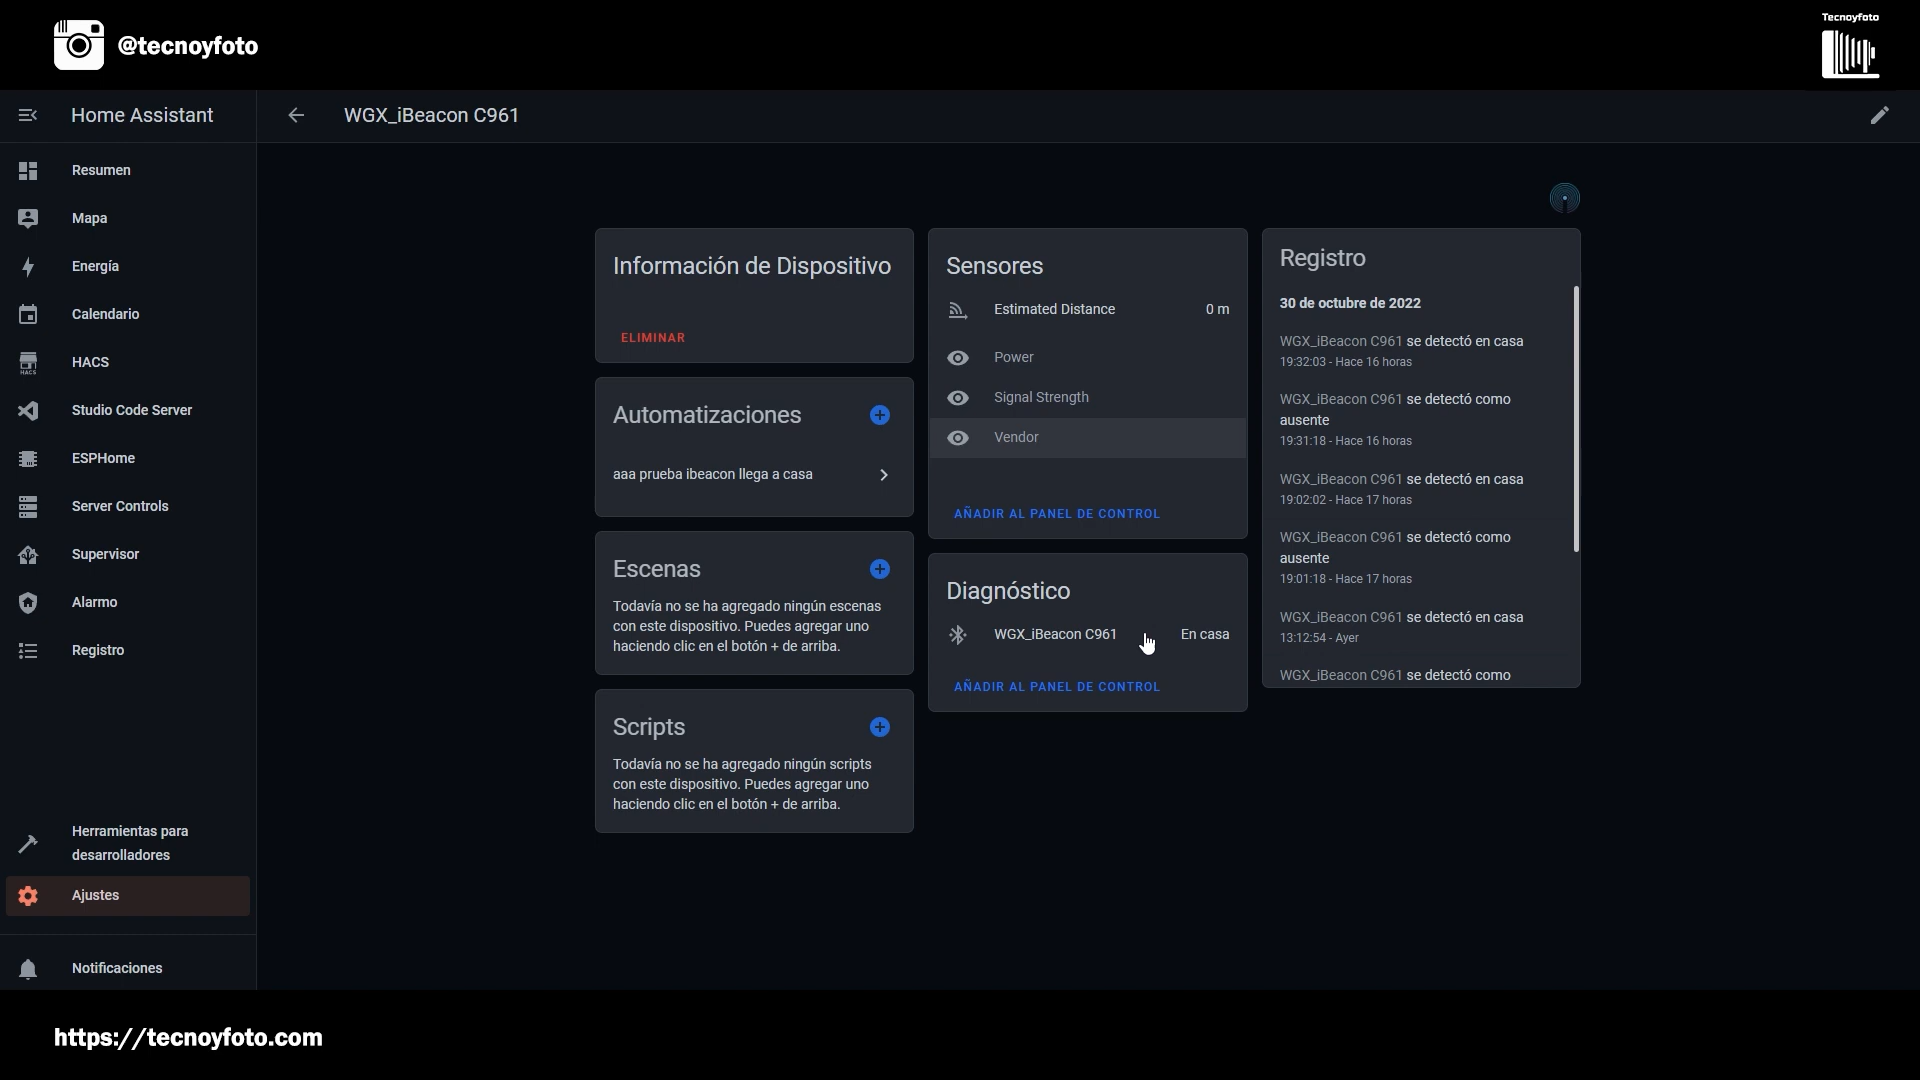 @tecnoyfoto
Tecnoyfoto
Home Assistant
WGX_iBeacon C961
Resumen
Mapa
Energía
Calendario
HACS
HACS
Studio Code Server
ESPHome
Server Controls
Supervisor
Alarmo
Registro
Herramientas para
desarrolladores
Ajustes
Notificaciones
Información de Dispositivo
ELIMINAR
Automatizaciones
aaa prueba ibeacon llega a casa
Escenas
Todavía no se ha agregado ningún escenas
con este dispositivo. Puedes agregar uno
haciendo clic en el botón + de arriba.
Scripts
Todavía no se ha agregado ningún scripts
con este dispositivo. Puedes agregar uno
haciendo clic en el botón + de arriba.
Sensores
Estimated Distance 0 m
Power
Signal Strength
Vendor
AÑADIR AL PANEL DE CONTROL
Diagnóstico
WGX_iBeacon C961 En casa
AÑADIR AL PANEL DE CONTROL
Registro
30 de octubre de 2022
WGX_iBeacon C961 se detectó en casa
19:32:03 - Hace 16 horas
WGX_iBeacon C961 se detectó como
ausente
19:31:18 - Hace 16 horas
WGX_iBeacon C961 se detectó en casa
19:02:02 - Hace 17 horas
WGX_iBeacon C961 se detectó como
ausente
19:01:18 - Hace 17 horas
WGX_iBeacon C961 se detectó en casa
13:12:54 - Ayer
WGX_iBeacon C961 se detectó como
https://tecnoyfoto.com